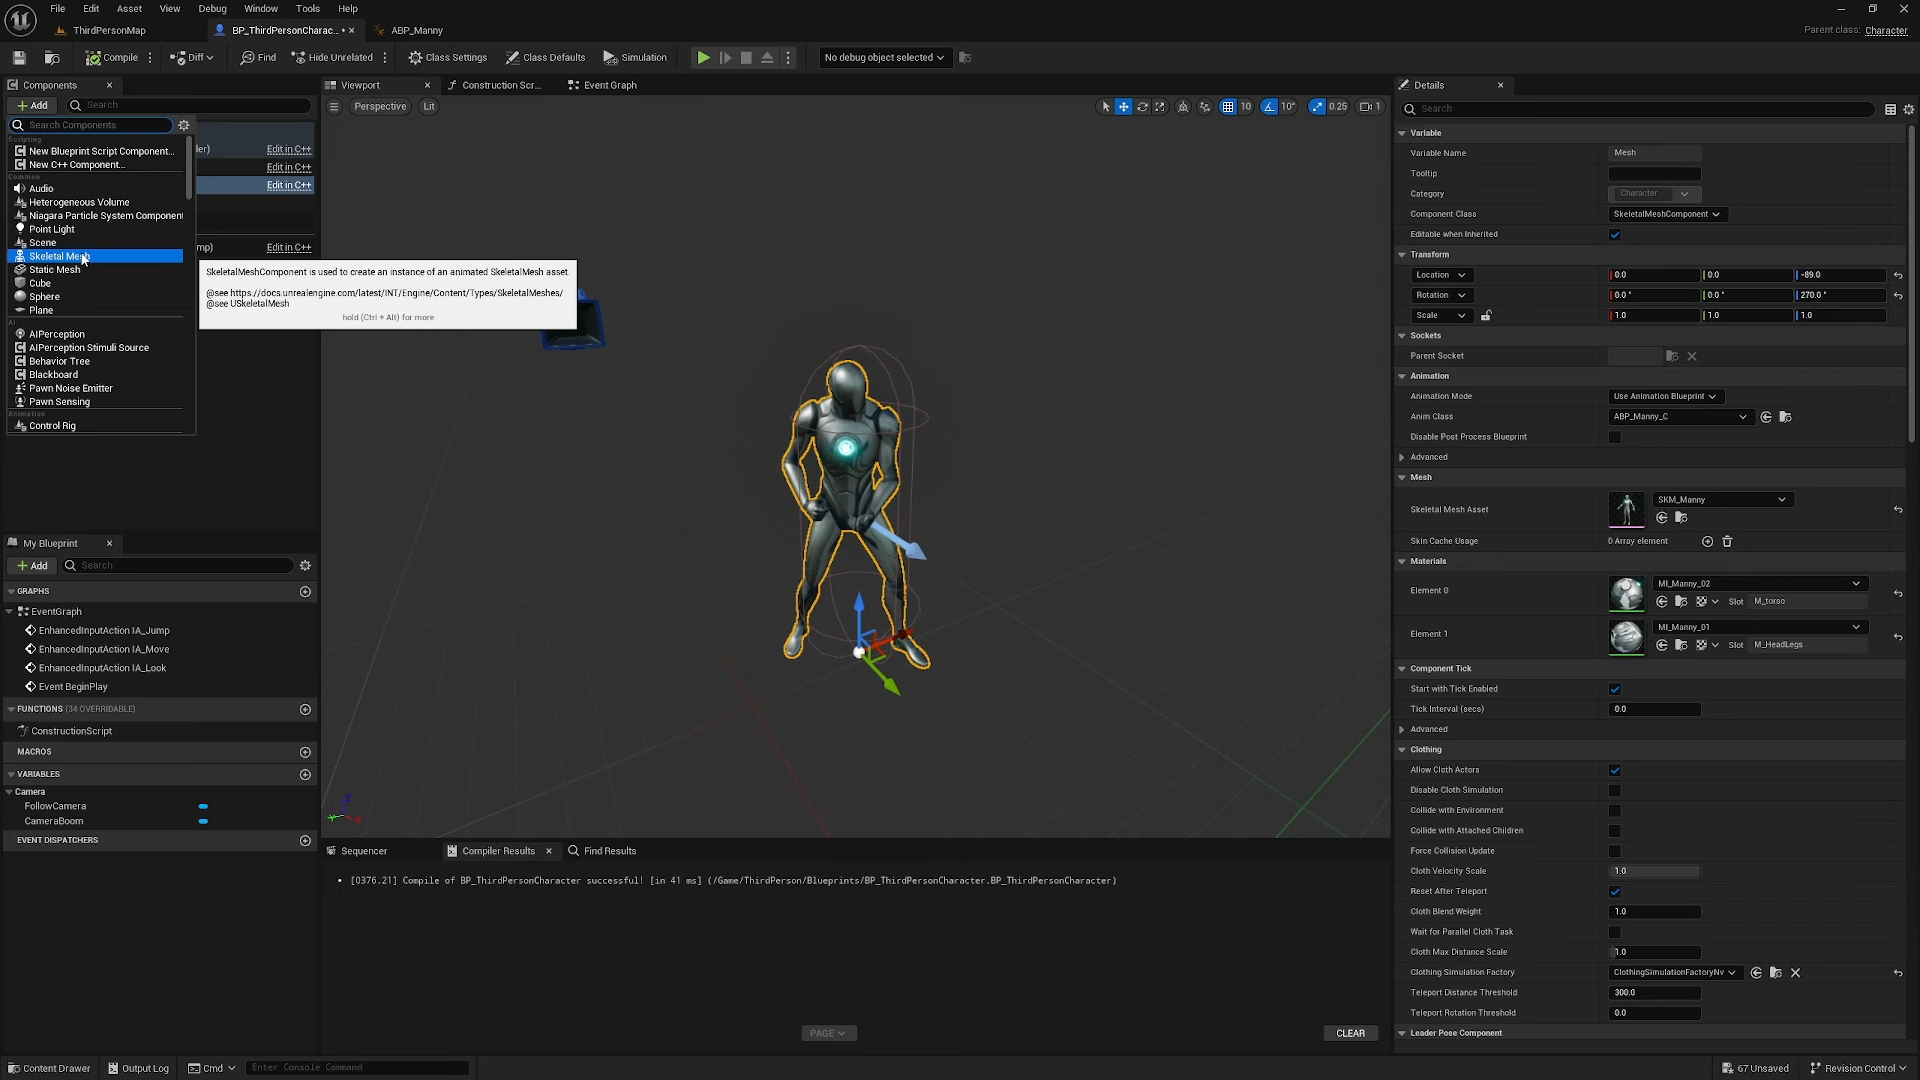 File Edit Asset View Debug Window Tools Help
ThirdPersonMap BP_ThirdPersonCharac... ABP_Manny
Parent class: Character
Compile Diff Find Hide Unrelated Class Settings Class Defaults Simulation No debug object selected
Components
Add Search
Search Components
Scripting
New Blueprint Script Component...
New C++ Component...
Common
Audio
Heterogeneous Volume
Niagara Particle System Component
Point Light
Scene
Skeletal Mesh
Static Mesh
Cube
Sphere
Plane
AI
AIPerception
AIPerception Stimuli Source
Behavior Tree
Blackboard
Pawn Noise Emitter
Pawn Sensing
Animation
Control Rig
Edit in C++
Edit in C++
Edit in C++
mp) Edit in C++
SkeletalMeshComponent is used to create an instance of an animated SkeletalMesh asset.
@see https://docs.unrealengine.com/latest/INT/Engine/Content/Types/SkeletalMeshes/
@see USkeletalMesh
hold (Ctrl + Alt) for more
My Blueprint
Add Search
GRAPHS
EventGraph
EnhancedInputAction IA_Jump
EnhancedInputAction IA_Move
EnhancedInputAction IA_Look
Event BeginPlay
FUNCTIONS (34 OVERRIDABLE)
ConstructionScript
MACROS
VARIABLES
Camera
FollowCamera
CameraBoom
EVENT DISPATCHERS
Viewport Construction Scr... Event Graph
Perspective Lit 10 10° 0.25 1
Z
X
Sequencer Compiler Results Find Results
[0376.21] Compile of BP_ThirdPersonCharacter successful! [in 41 ms] (/Game/ThirdPerson/Blueprints/BP_ThirdPersonCharacter.BP_ThirdPersonCharacter)
PAGE CLEAR
Details
Search
Variable
Variable Name Mesh
Tooltip
Category Character
Component Class SkeletalMeshComponent
Editable when Inherited
Transform
Location 0.0 0.0 -89.0
Rotation 0.0 ° 0.0 ° 270.0 °
Scale 1.0 1.0 1.0
Sockets
Parent Socket
Animation
Animation Mode Use Animation Blueprint
Anim Class ABP_Manny_C
Disable Post Process Blueprint
Advanced
Mesh
Skeletal Mesh Asset SKM_Manny
Skin Cache Usage 0 Array element
Materials
Element 0 MI_Manny_02
Slot M_torso
Element 1 MI_Manny_01
Slot M_HeadLegs
Component Tick
Start with Tick Enabled
Tick Interval (secs) 0.0
Advanced
Clothing
Allow Cloth Actors
Disable Cloth Simulation
Collide with Environment
Collide with Attached Children
Force Collision Update
Cloth Velocity Scale 1.0
Reset After Teleport
Cloth Blend Weight 1.0
Wait for Parallel Cloth Task
Cloth Max Distance Scale 1.0
Clothing Simulation Factory ClothingSimulationFactoryNv
Teleport Distance Threshold 300.0
Teleport Rotation Threshold 0.0
Leader Pose Component
Content Drawer Output Log Cmd Enter Console Command 67 Unsaved Revision Control